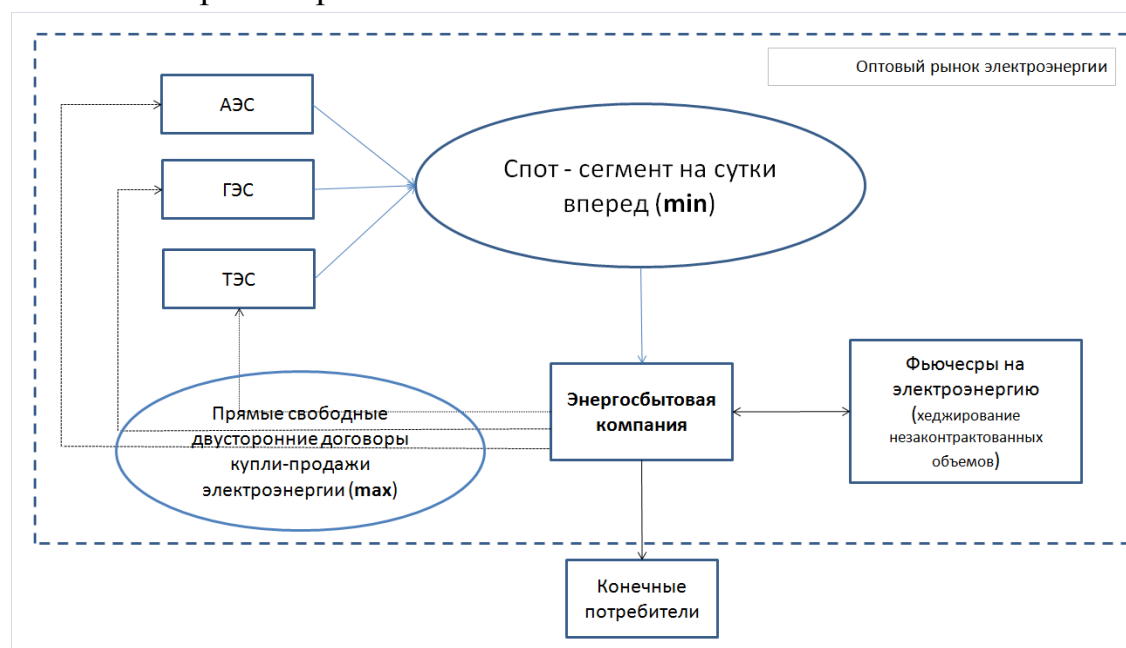 Оптовый рынок электроэнергии
АЭС
ГЭС
ТЭС
Спот - сегмент на сутки
вперед (min)
Прямые свободные
двусторонние договоры
купли-продажи
электроэнергии (max)
Энергосбытовая
компания
Фьючесры на
электроэнергию
(хеджирование
незаконтрактованных
объемов)
Конечные
потребители